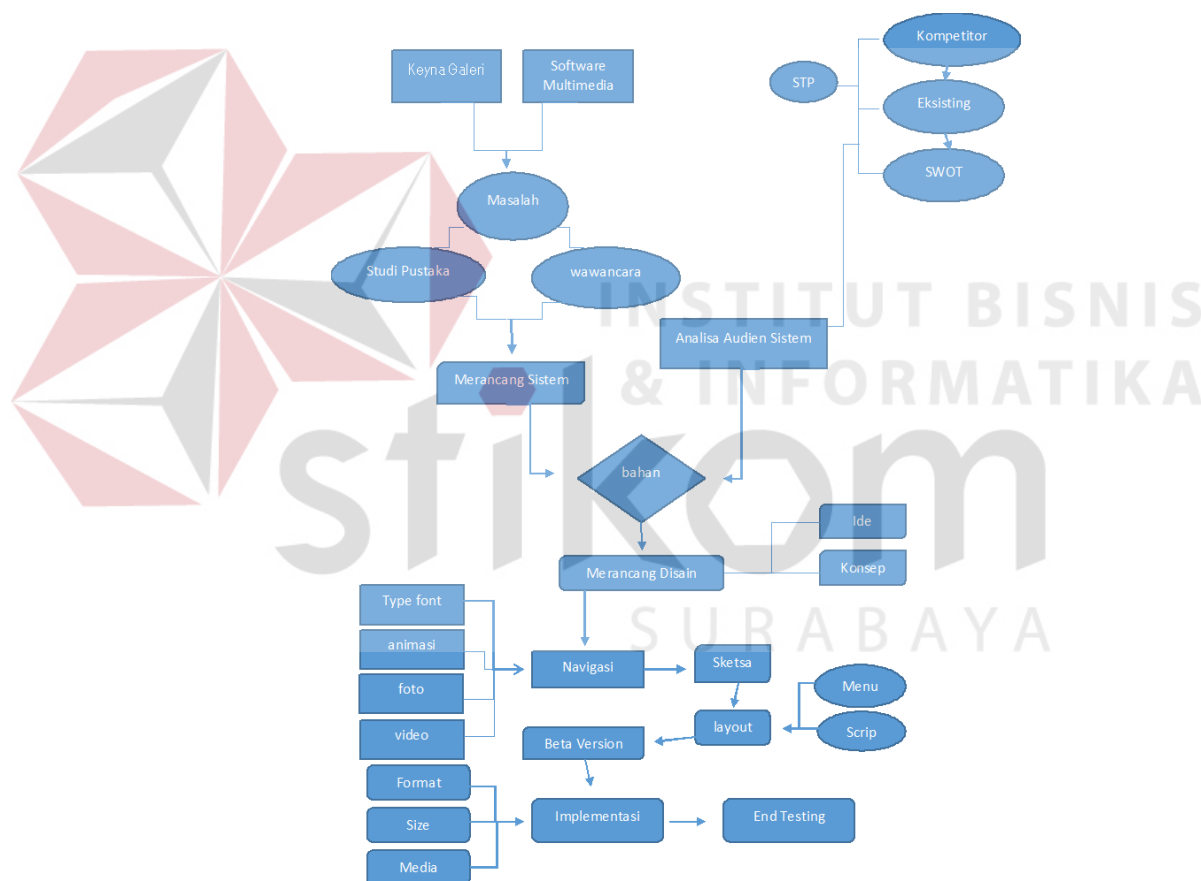 Keyna Galeri
Software
Multimedia
Kompetitor
STP
Eksisting
SWOT
Masalah
Studi Pustaka
wawancara
INSTITUT BISNIS
& INFORMATIKA
Analisa Audien Sistem
Merancang Sistem
stikom
bahan
Ide
Merancang Disain
Konsep
SURABAYA
Type font
animasi
Navigasi
Sketsa
foto
Menu
layout
Scrip
video
Beta Version
Format
Implementasi
End Testing
Size
Media